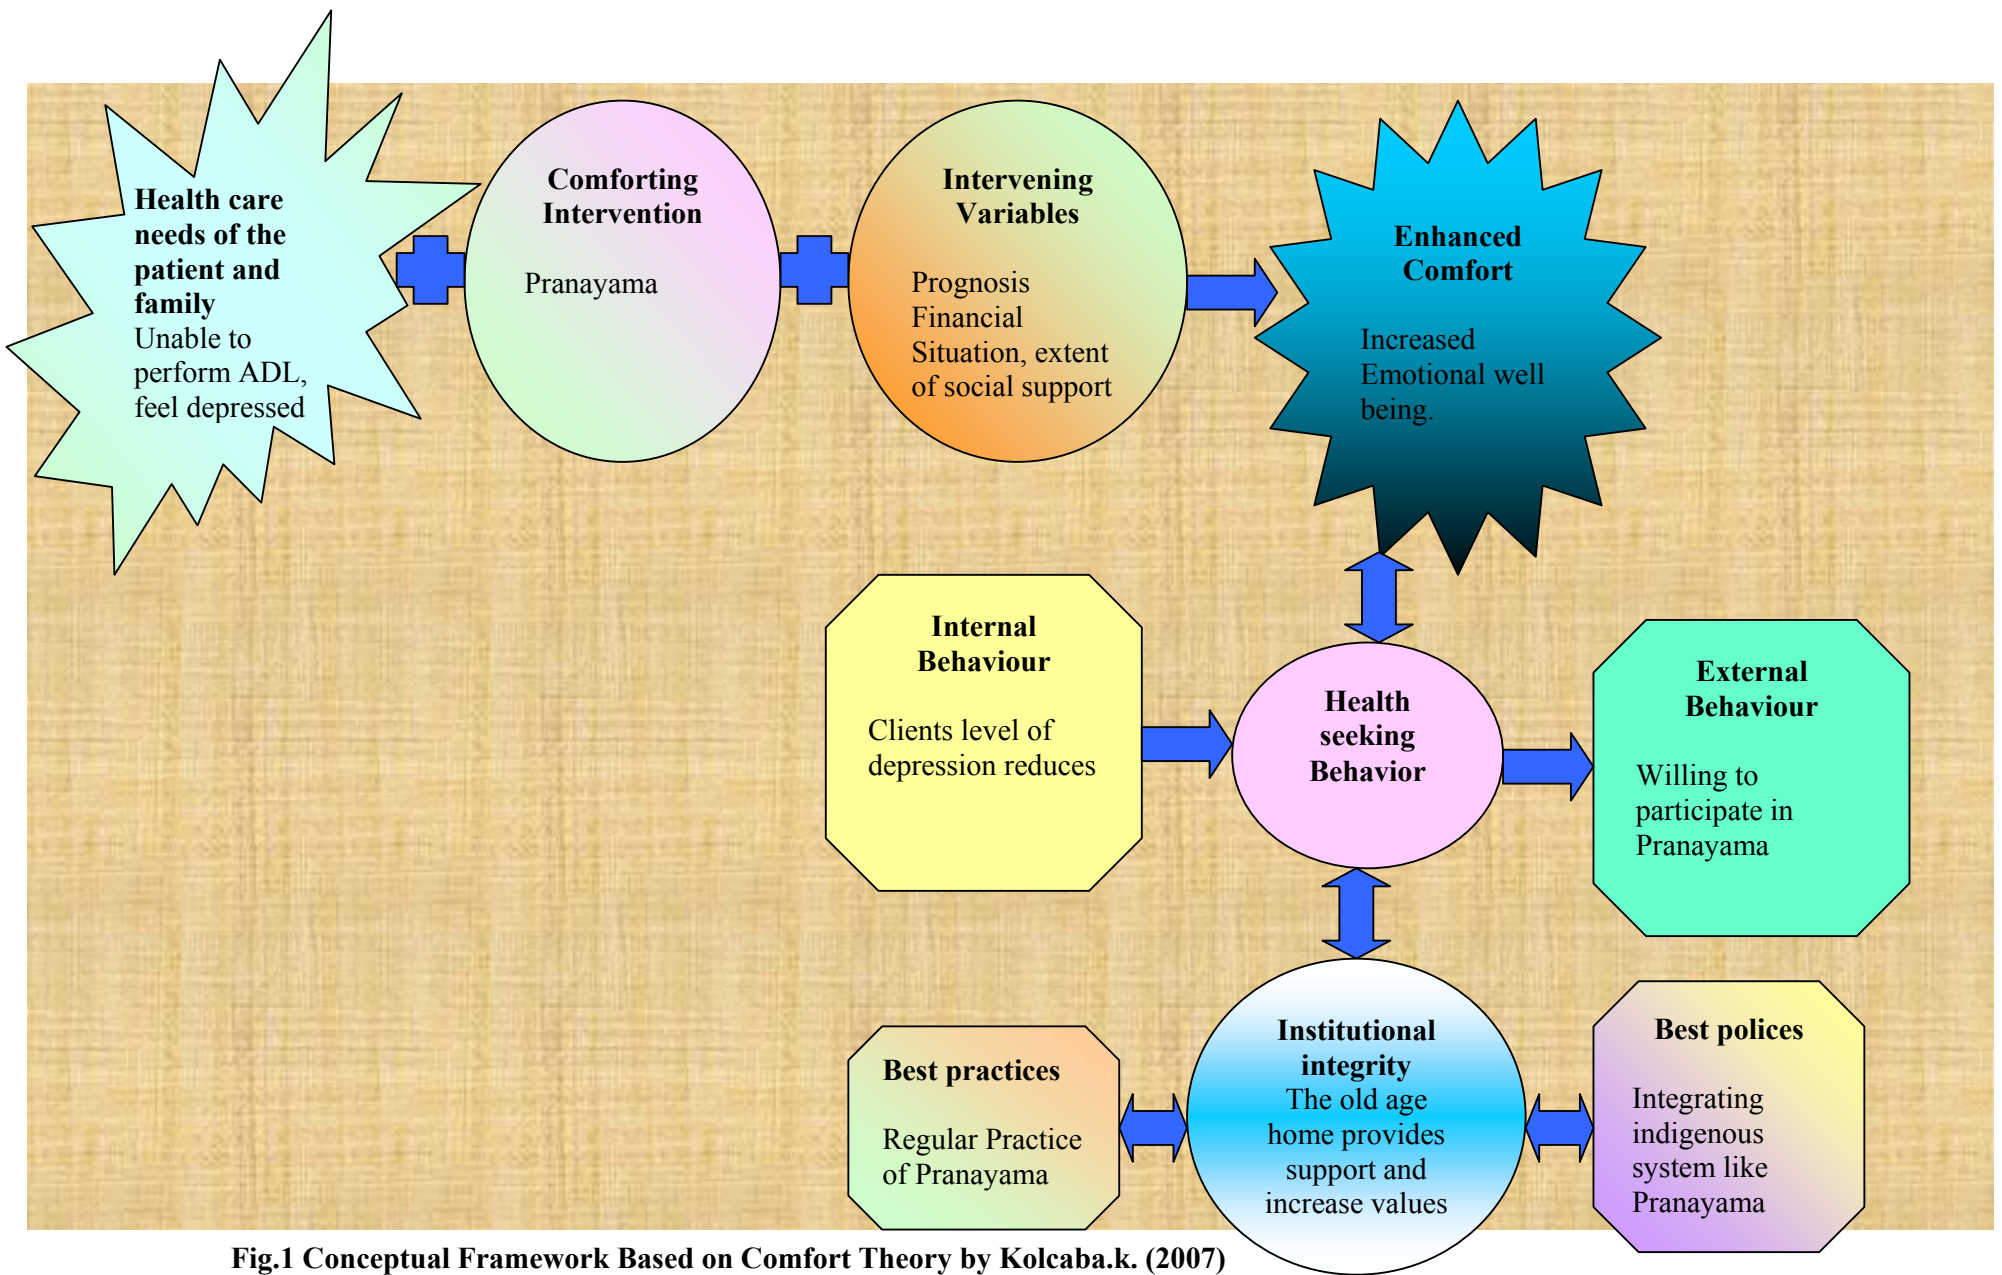 Health care
needs of the
patient and
family
Unable to
perform ADL,
feel depressed
Comforting
Intervention
Pranayama
Intervening
Variables
Prognosis
Financial
Situation, extent
of social support
Enhanced
Comfort
Increased
Emotional well
being.
Internal
Behaviour
Clients level of
depression reduces
Health
seeking
Behavior
External
Behaviour
Willing to
participate in
Pranayama
Best practices
Regular Practice
of Pranayama
Institutional
integrity
The old age
home provides
support and
increase values
Best polices
Integrating
indigenous
system like
Pranayama
Fig.1 Conceptual Framework Based on Comfort Theory by Kolcaba.k. (2007)